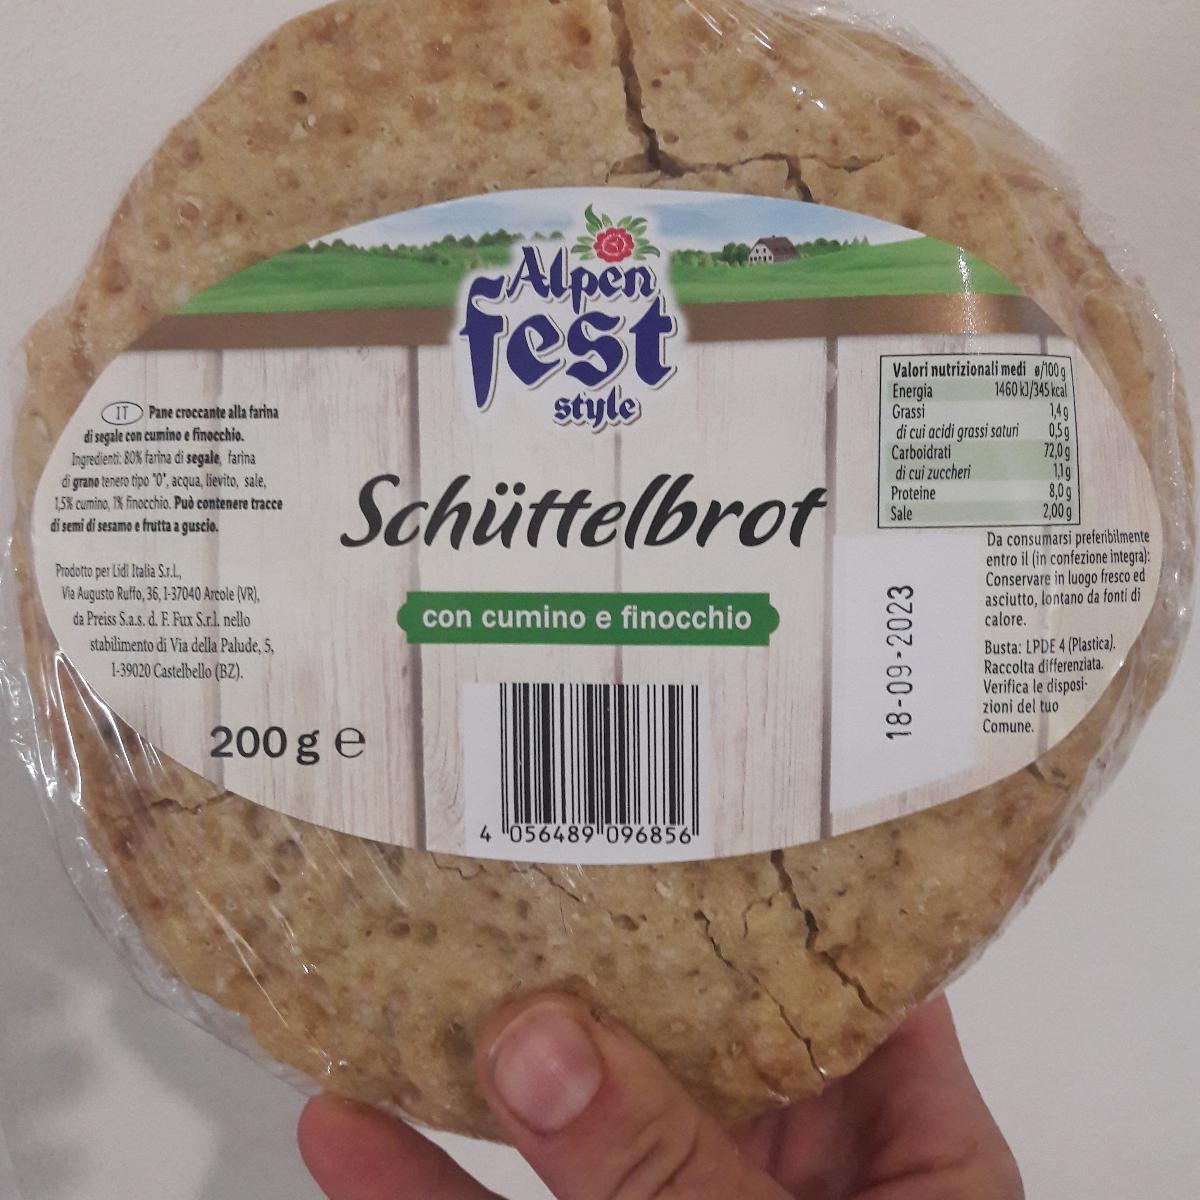 Alpen
fest
style
IT Pane croccante alla farina
di segale con cumino e finocchio.
Ingredienti: 80% farina di segale, farina
di grano tenero tipo "0", acqua, lievito, sale,
1,5% cumino, 1% finocchio. Può contenere tracce
di semi di sesamo e frutta a guscio.
Prodotto per Lidl Italia S.r.l.,
Via Augusto Ruffo, 36, I-37040 Arcole (VR),
da Preiss S.a.s. d. F. Fux S.r.l. nello
stabilimento di Via della Palude, 5,
I-39020 Castelbello (BZ).
200 g e
Schüttelbrot
con cumino e finocchio
4 056489 096856
Valori nutrizionali medi ø/100 g
Energia 1460 kJ/345 kcal
Grassi 1,4 g
di cui acidi grassi saturi 0,5 g
Carboidrati 72,0 g
di cui zuccheri 1,1 g
Proteine 8,0 g
Sale 2,00 g
Da consumarsi preferibilmente
entro il (in confezione integra):
Conservare in luogo fresco ed
asciutto, lontano da fonti di
calore.
18-09-2023
Busta: LPDE 4 (Plastica).
Raccolta differenziata.
Verifica le disposi-
zioni del tuo
Comune.